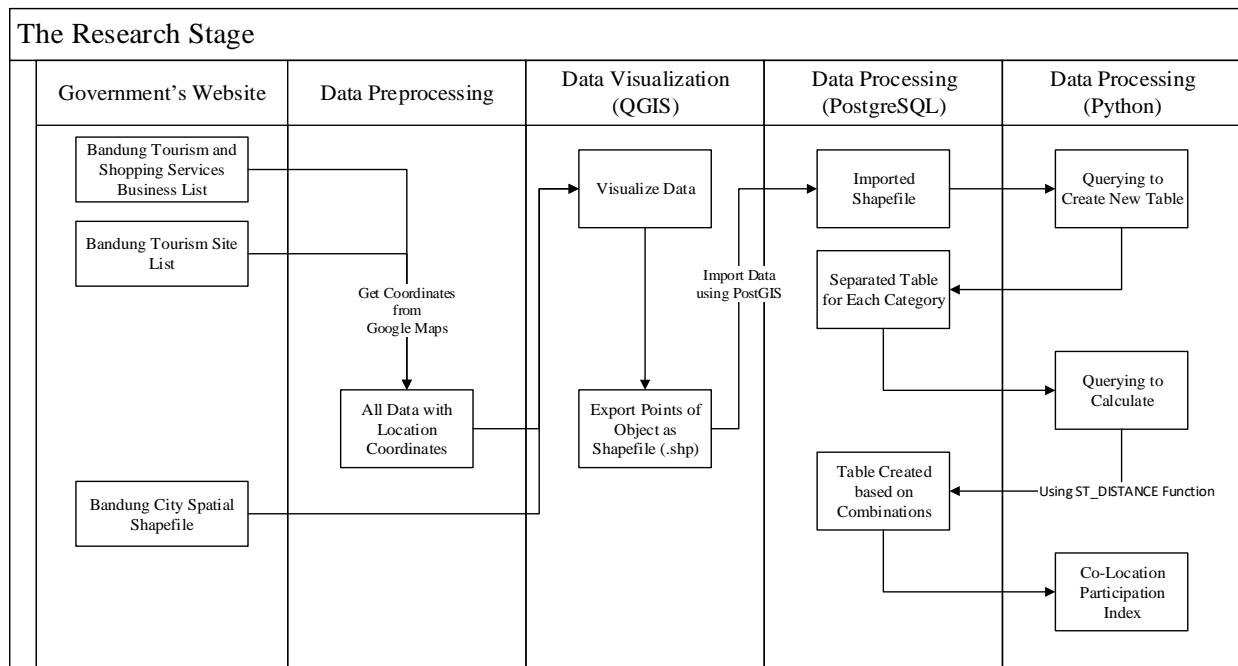 The Research Stage
Government's Website
Data Preprocessing
Data Visualization
(QGIS)
Data Processing
(PostgreSQL)
Data Processing
(Python)
Bandung Tourism and
Shopping Services
Business List
Bandung Tourism Site
List
Bandung City Spatial
Shapefile
Get Coordinates
from
Google Maps
All Data with
Location
Coordinates
Visualize Data
Export Points of
Object as
Shapefile (.shp)
Import Data
using PostGIS
Imported
Shapefile
Separated Table
for Each Category
Table Created
based on
Combinations
Querying to
Create New Table
Querying to
Calculate
Using ST_DISTANCE Function
Co-Location
Participation
Index